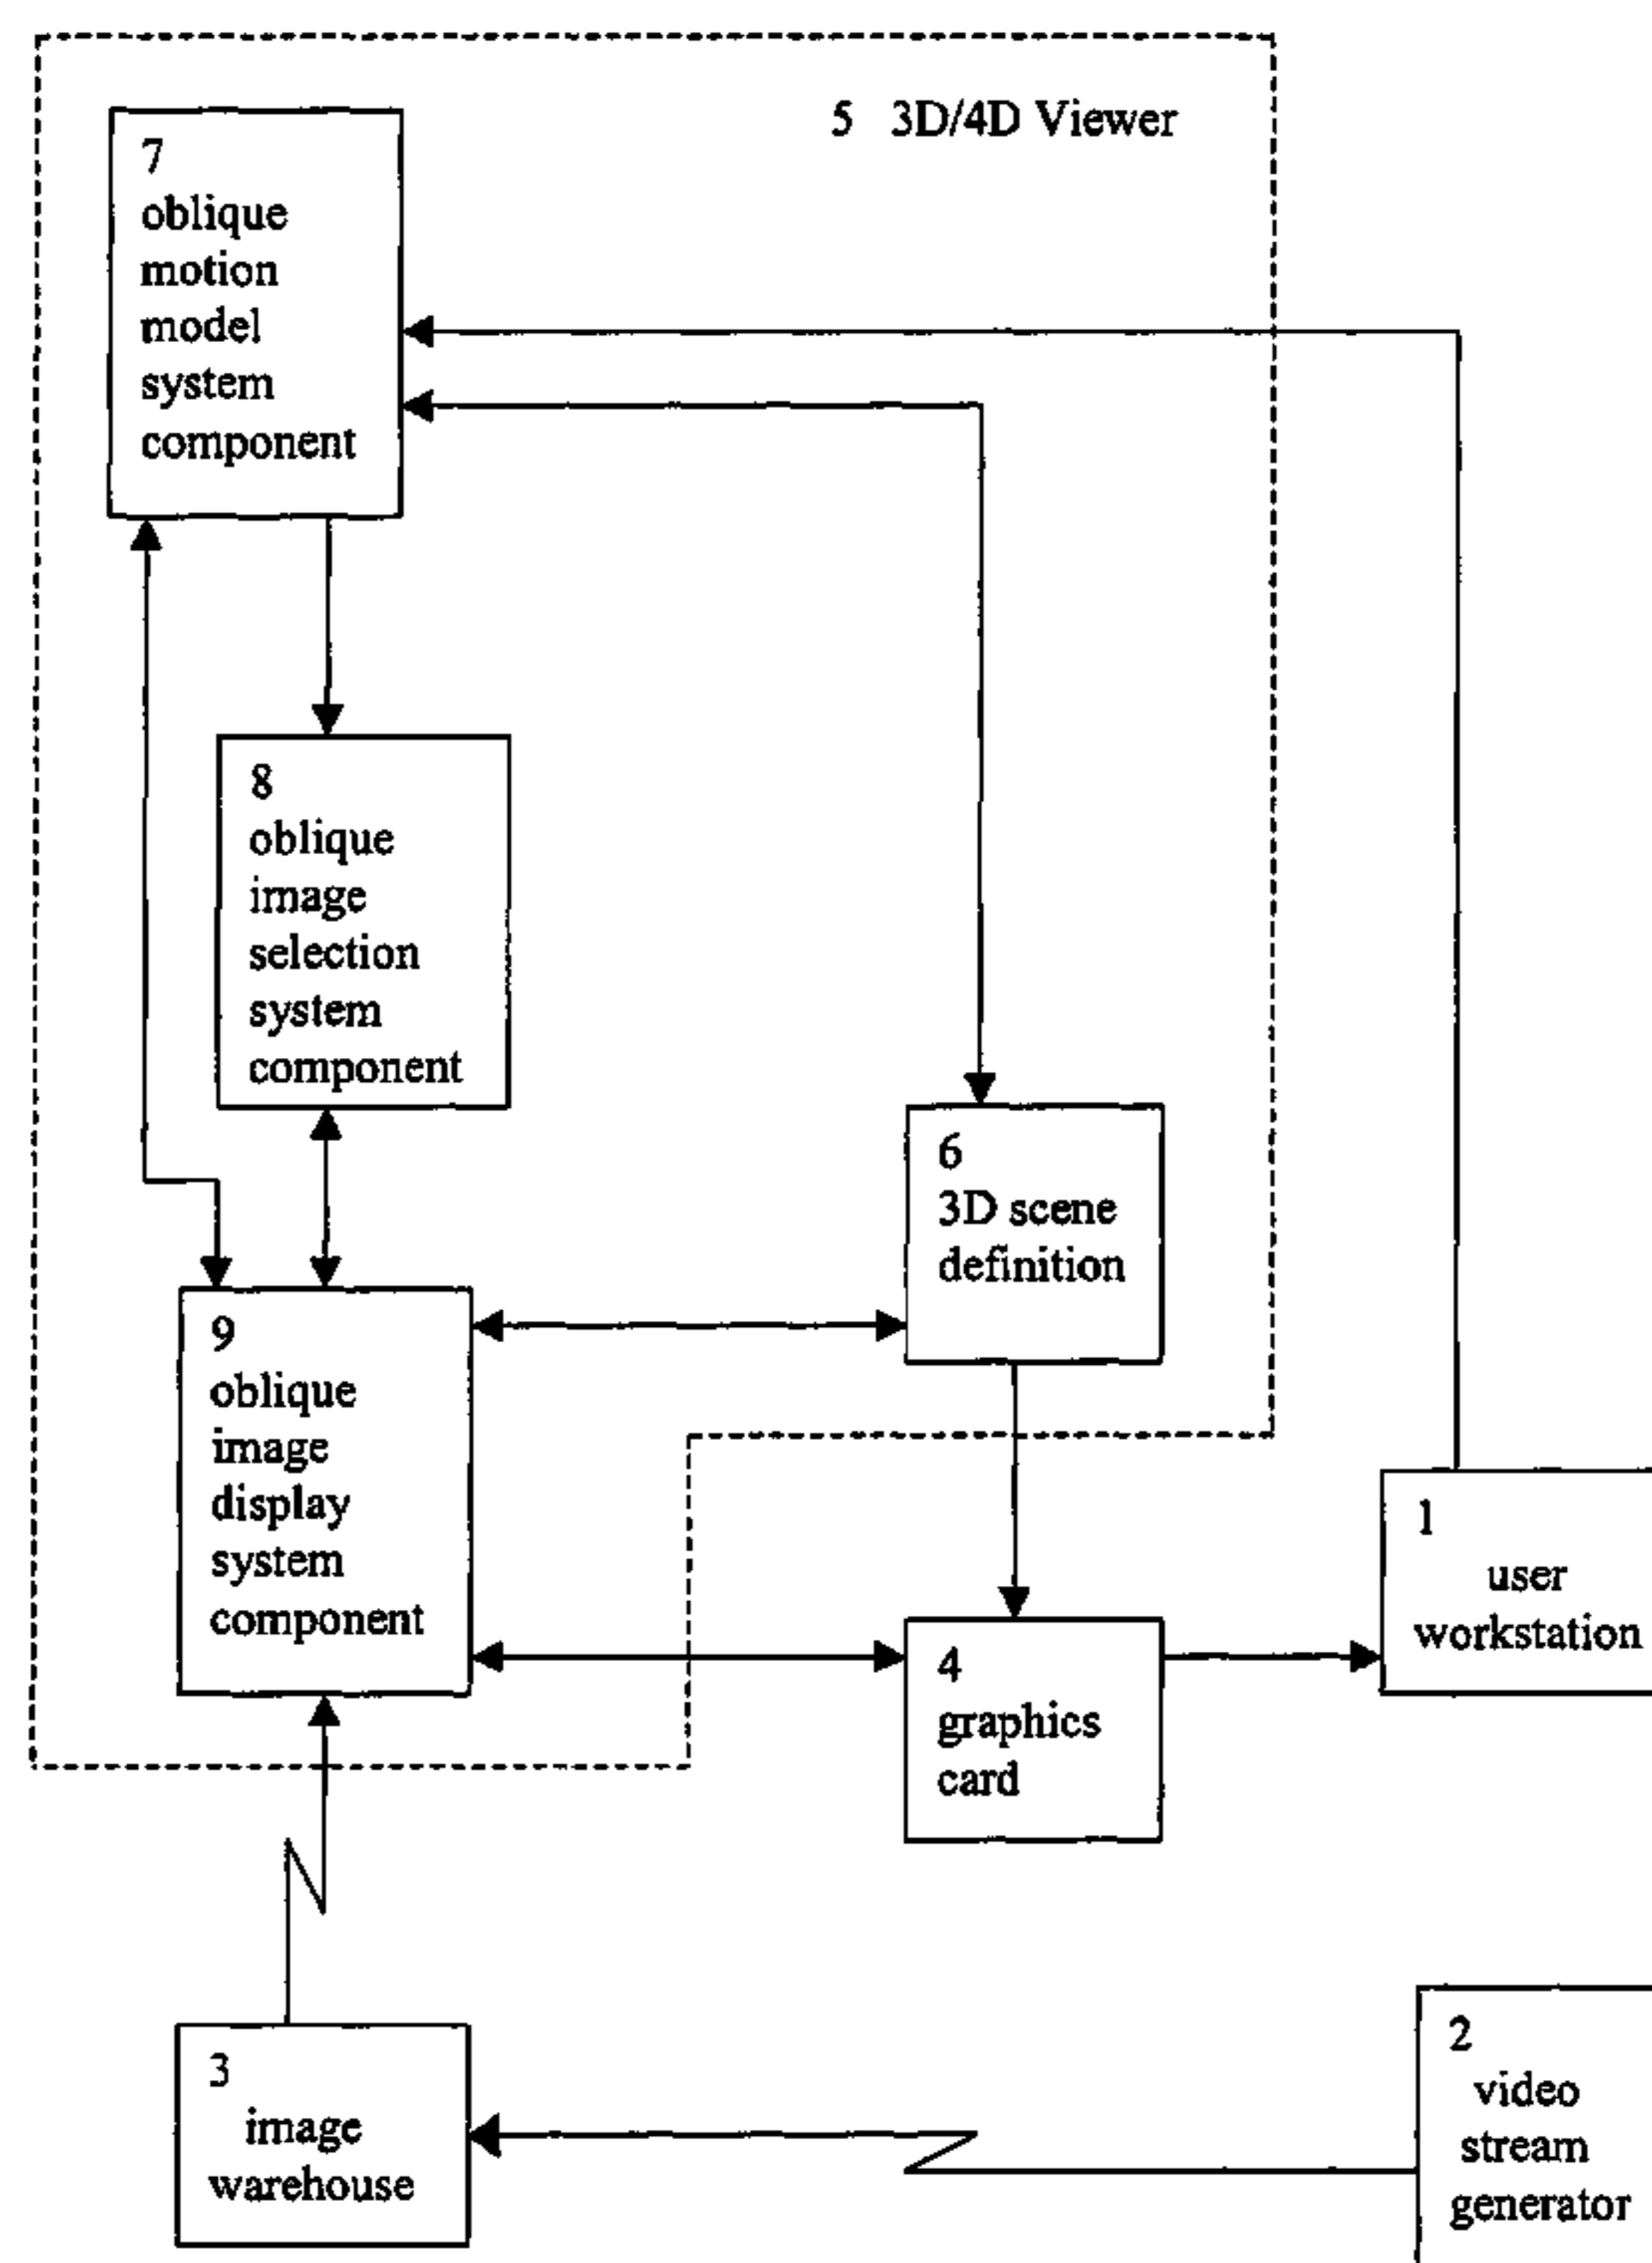 5 3D/4D Viewer
7
oblique
motion
model
system
component
8
oblique
image
selection
system
component
6
3D scene
definition
9
oblique
image
display
system
component
1
user
workstation
4
graphics
card
3
image
warehouse
2
video
stream
generator